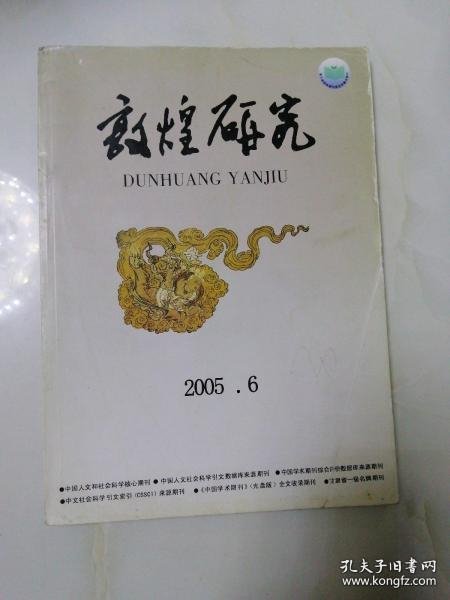 敦煌研究
DUNHUANG YANJIU
2005 . 6
●中国人文和社会科学核心期刊 ●中国人文社会科学引文数据库来源期刊 ●中国学术期刊综合评价数据库来源期刊
●中文社会科学引文索引(CSSCI)来源期刊 ●《中国学术期刊》(光盘版)全文收录期刊 ●甘肃省一级名牌期刊
孔夫子旧书网
www.kongfz.com